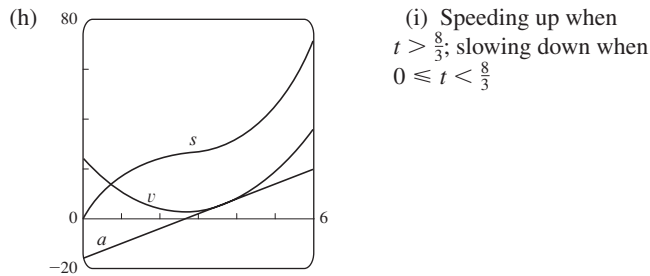 (h)
80
s
v
0
6
a
−20
(i) Speeding up when
t > 8/3; slowing down when
0 ⩽ t < 8/3